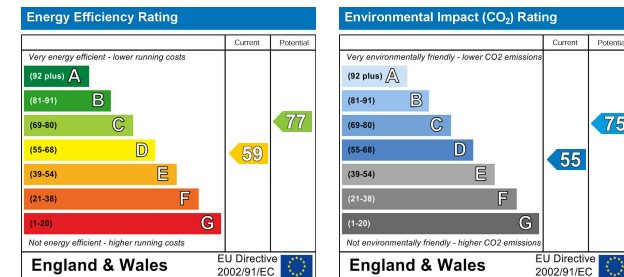 Energy Efficiency Rating
Current Potential
Very energy efficient - lower running costs
(92 plus) A
(81-91) B
(69-80) C
77
(55-68) D
59
(39-54) E
(21-38) F
(1-20) G
Not energy efficient - higher running costs
England & Wales
EU Directive
2002/91/EC
Environmental Impact (CO₂) Rating
Current Potential
Very environmentally friendly - lower CO2 emissions
(92 plus) A
(81-91) B
(69-80) C
75
(55-68) D
55
(39-54) E
(21-38) F
(1-20) G
Not environmentally friendly - higher CO2 emissions
England & Wales
EU Directive
2002/91/EC